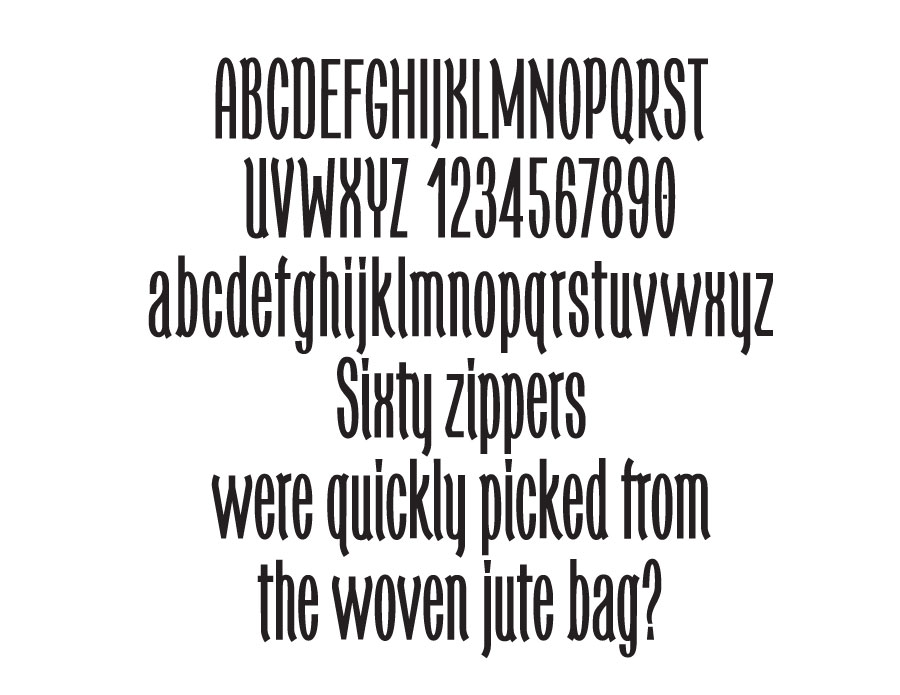 ABCDEFGHIJKLMNOPQRST
UVWXYZ 1234567890
abcdefghijklmnopqrstuvwxyz
Sixty zippers
were quickly picked from
the woven jute bag?